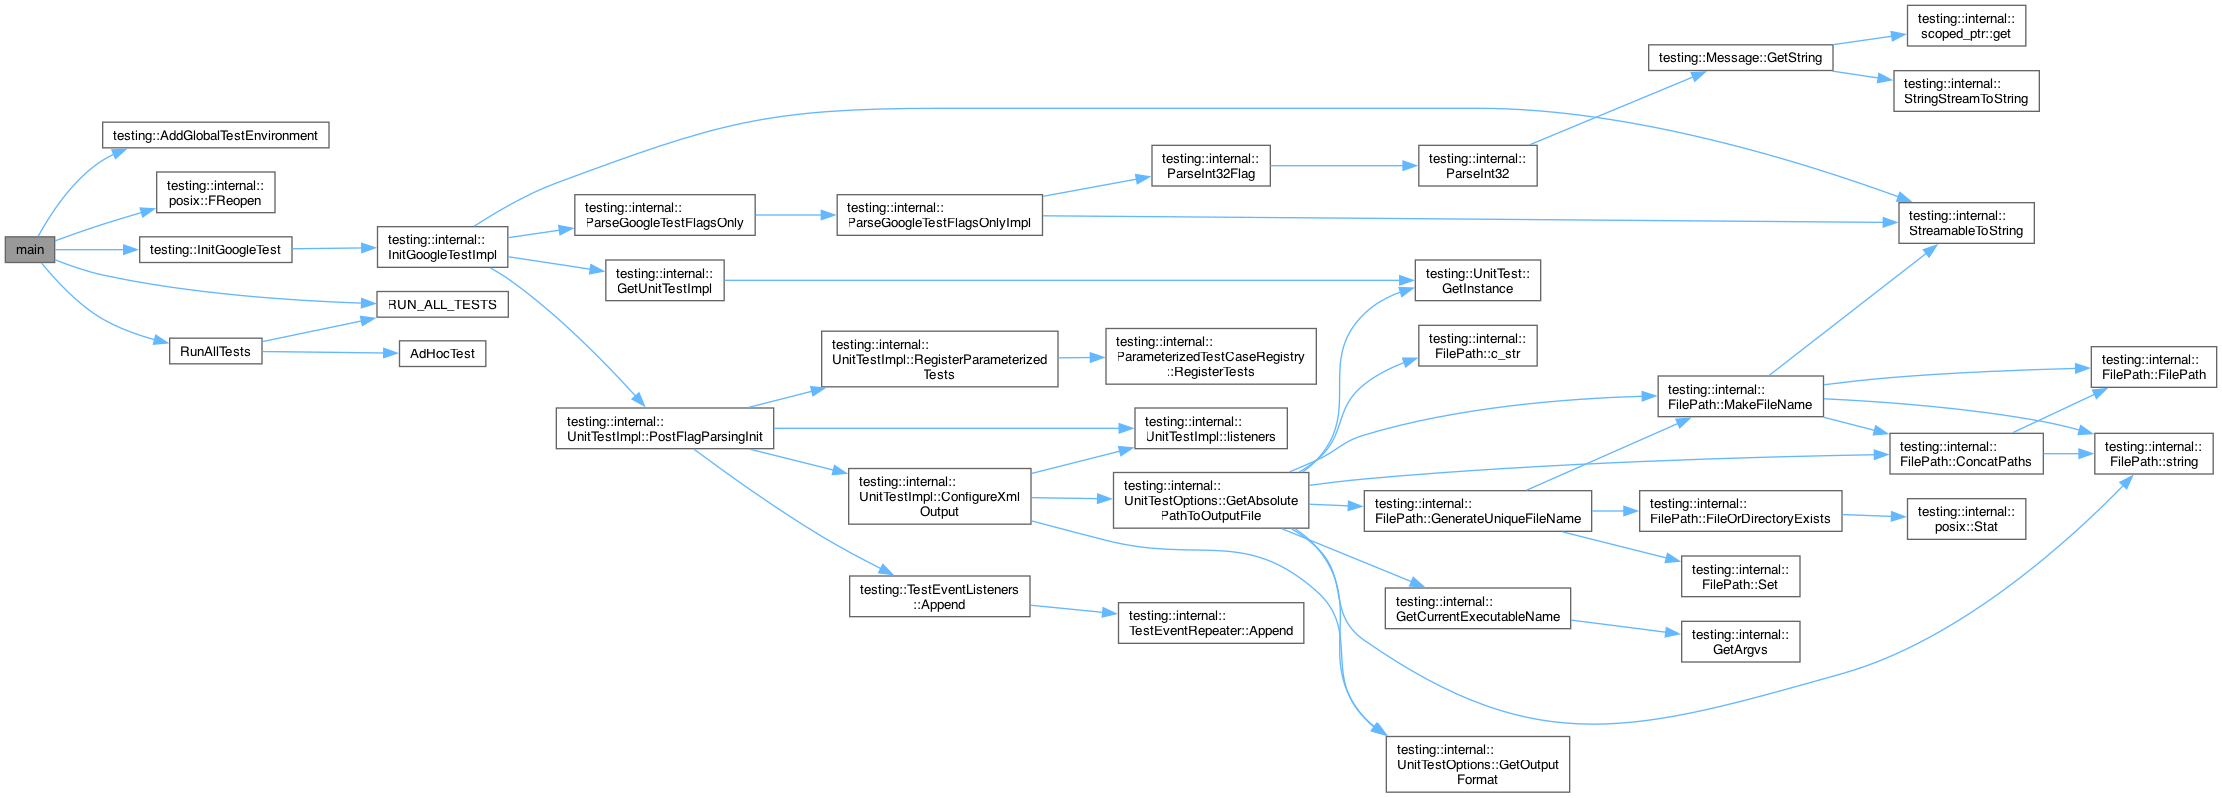 main
testing::AddGlobalTestEnvironment
testing::internal::
posix::FReopen
testing::InitGoogleTest
RunAllTests
testing::internal::
InitGoogleTestImpl
RUN_ALL_TESTS
AdHocTest
testing::internal::
ParseGoogleTestFlagsOnly
testing::internal::
GetUnitTestImpl
testing::internal::
UnitTestImpl::PostFlagParsingInit
testing::internal::
ParseGoogleTestFlagsOnlyImpl
testing::internal::
UnitTestImpl::RegisterParameterized
Tests
testing::internal::
UnitTestImpl::ConfigureXml
Output
testing::TestEventListeners
::Append
testing::internal::
ParseInt32Flag
testing::internal::
ParameterizedTestCaseRegistry
::RegisterTests
testing::internal::
UnitTestImpl::listeners
testing::internal::
UnitTestOptions::GetAbsolute
PathToOutputFile
testing::internal::
TestEventRepeater::Append
testing::internal::
ParseInt32
testing::UnitTest::
GetInstance
testing::internal::
FilePath::c_str
testing::internal::
FilePath::GenerateUniqueFileName
testing::internal::
GetCurrentExecutableName
testing::internal::
UnitTestOptions::GetOutput
Format
testing::Message::GetString
testing::internal::
FilePath::MakeFileName
testing::internal::
FilePath::FileOrDirectoryExists
testing::internal::
FilePath::Set
testing::internal::
GetArgvs
testing::internal::
scoped_ptr::get
testing::internal::
StringStreamToString
testing::internal::
StreamableToString
testing::internal::
FilePath::ConcatPaths
testing::internal::
posix::Stat
testing::internal::
FilePath::FilePath
testing::internal::
FilePath::string